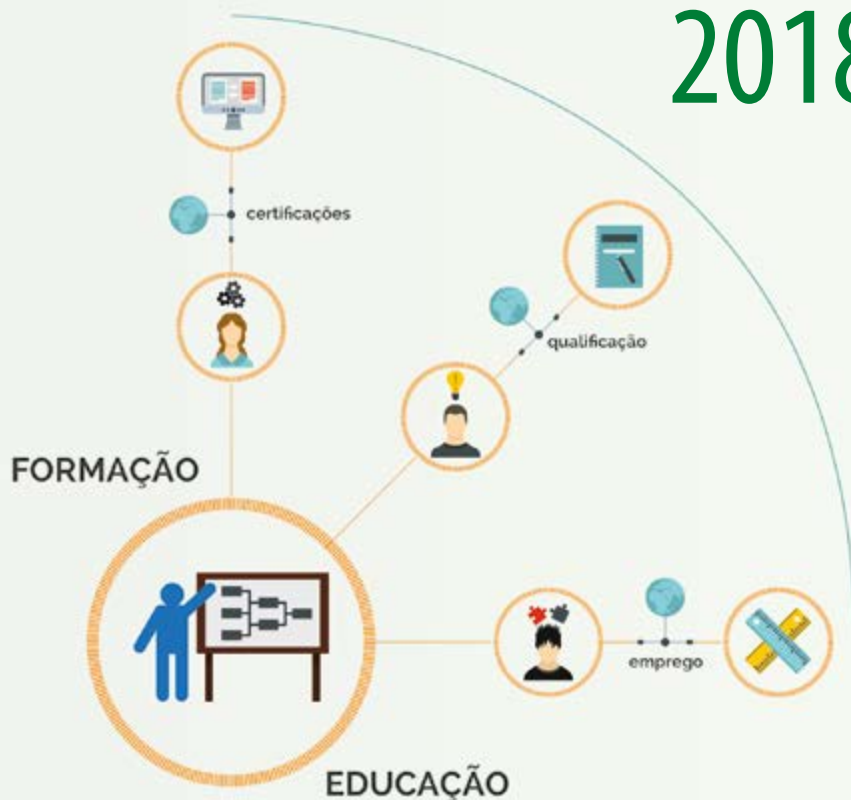 2018
certificações
qualificação
FORMAÇÃO
emprego
EDUCAÇÃO